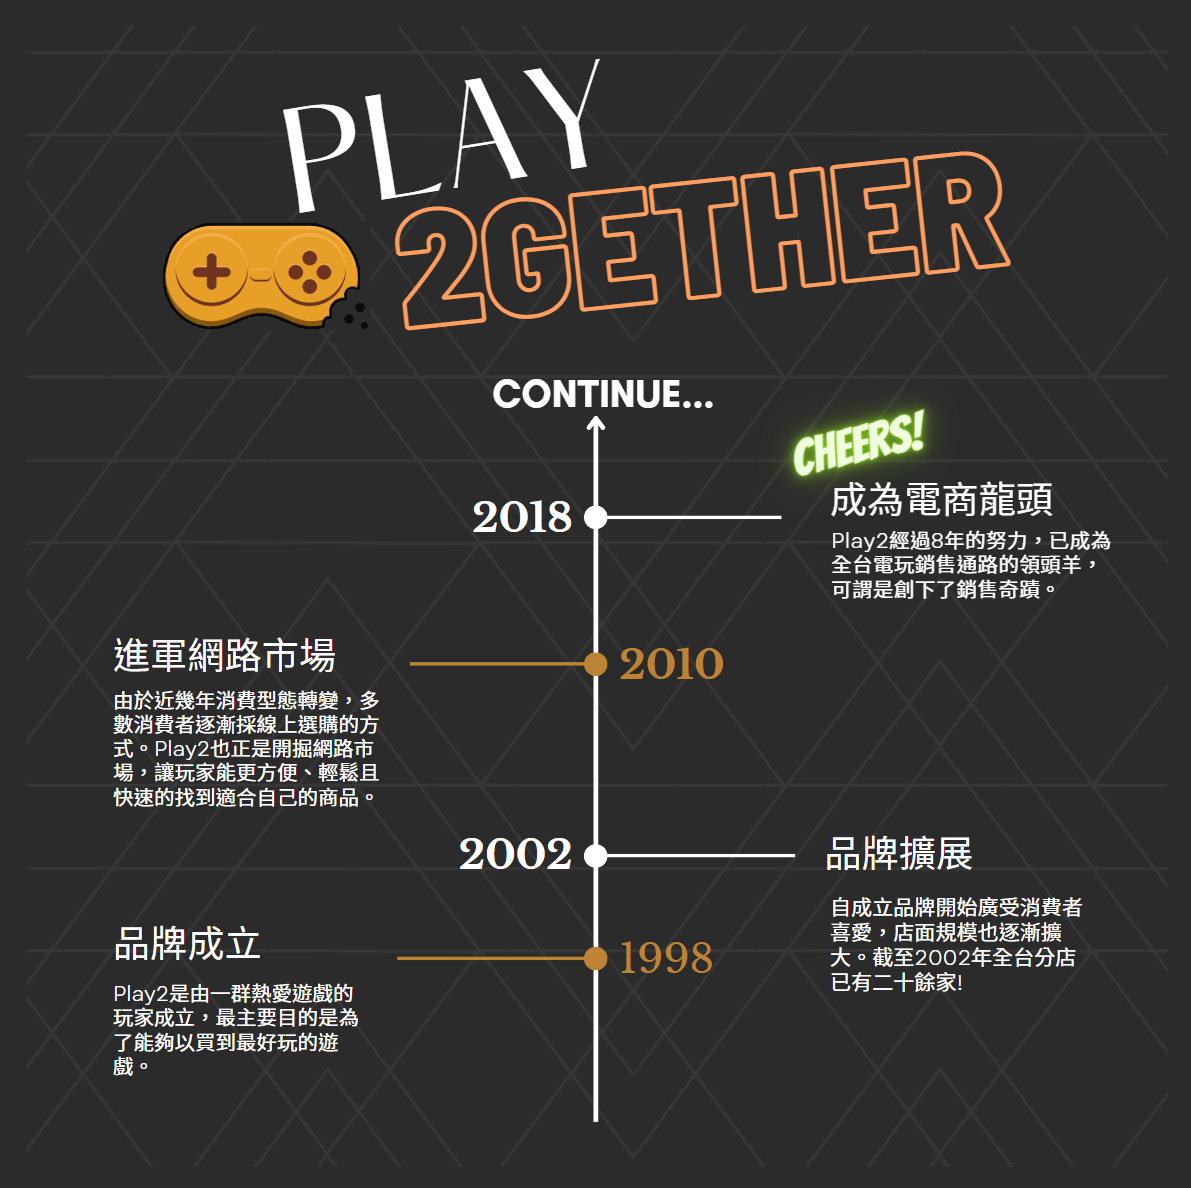 PLAY
2GETHER
CONTINUE...
CHEERS!
2018
成為電商龍頭
Play2經過8年的努力，已成為
全台電玩銷售通路的領頭羊，
可謂是創下了銷售奇蹟。
進軍網路市場
2010
由於近幾年消費型態轉變，多
數消費者逐漸採線上選購的方
式。Play2也正是開掘網路市
場，讓玩家能更方便、輕鬆且
快速的找到適合自己的商品。
2002
品牌擴展
自成立品牌開始廣受消費者
喜愛，店面規模也逐漸擴
大。截至2002年全台分店
已有二十餘家!
品牌成立
1998
Play2是由一群熱愛遊戲的
玩家成立，最主要目的是為
了能夠以買到最好玩的遊
戲。